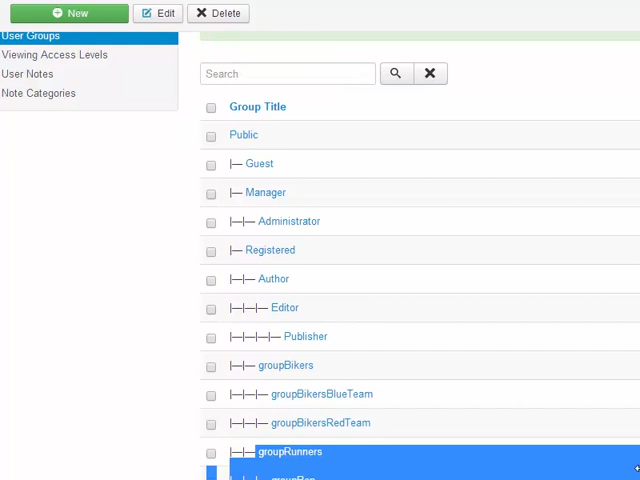 New
Edit
Delete
User Groups
Viewing Access Levels
User Notes
Note Categories
Search
Group Title
Public
|— Guest
|— Manager
|—|— Administrator
|— Registered
|—|— Author
|—|—|— Editor
|—|—|—|— Publisher
|—|— groupBikers
|—|—|— groupBikersBlueTeam
|—|—|— groupBikersRedTeam
|—|— groupRunners